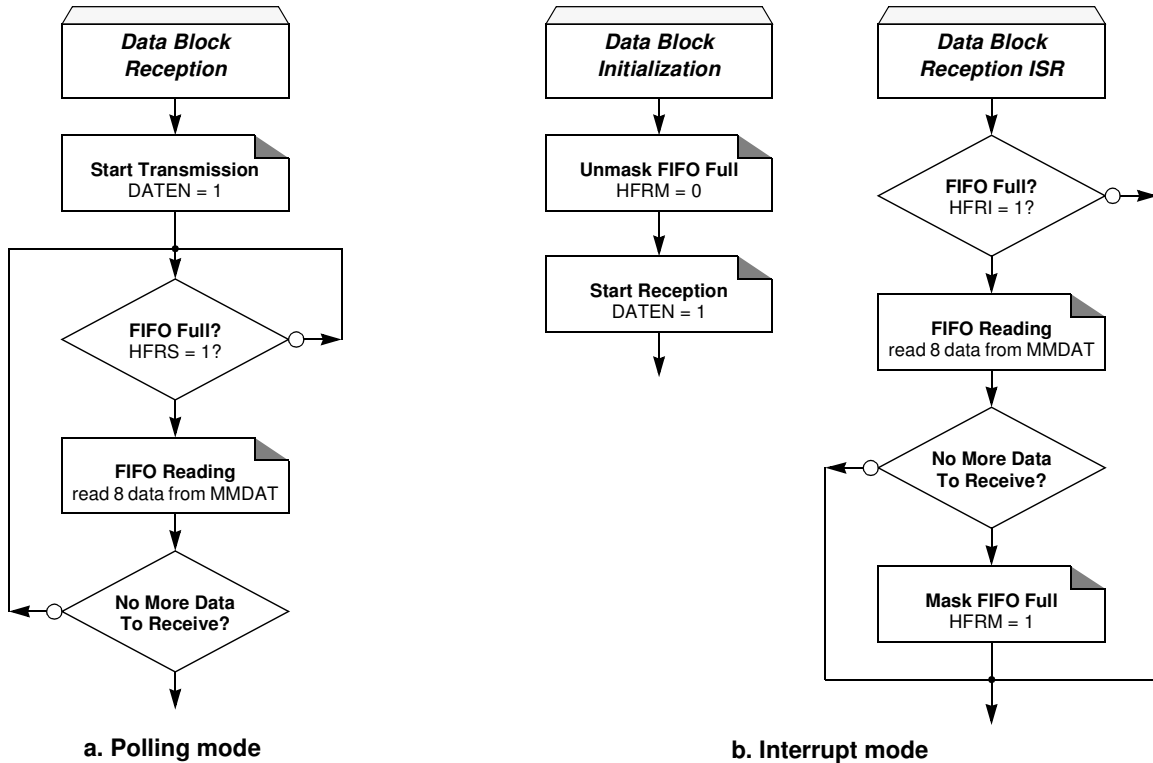 Data Block
Reception
Start Transmission
DATEN = 1
FIFO Full?
HFRS = 1?
FIFO Reading
read 8 data from MMDAT
No More Data
To Receive?
a. Polling mode
Data Block
Initialization
Unmask FIFO Full
HFRM = 0
Start Reception
DATEN = 1
Data Block
Reception ISR
FIFO Full?
HFRI = 1?
FIFO Reading
read 8 data from MMDAT
No More Data
To Receive?
Mask FIFO Full
HFRM = 1
b. Interrupt mode